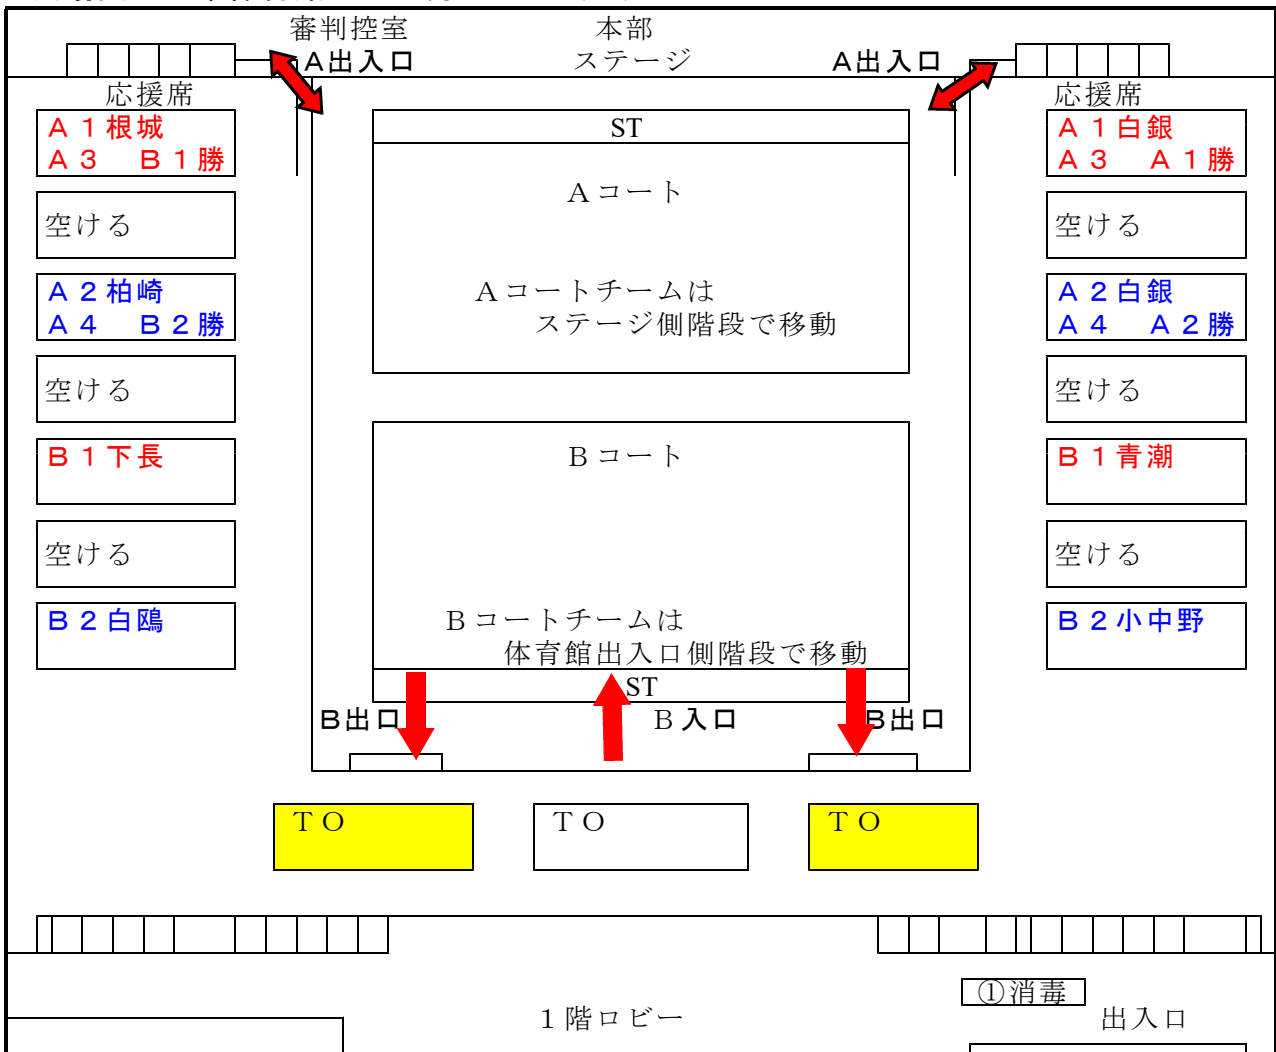 審判控室
本部
A出入口
ステージ
A出入口
応援席
応援席
A１根城
A３　B１勝
ST
A１白銀
A３　A１勝
Aコート
空ける
空ける
A２柏崎
A４　B２勝
Aコートチームは
ステージ側階段で移動
A２白銀
A４　A２勝
空ける
空ける
B１下長
Bコート
B１青潮
空ける
空ける
B２白鴎
Bコートチームは
体育館出入口側階段で移動
B２小中野
ST
B出口
B入口
B出口
TO
TO
TO
①消毒
１階ロビー
出入口